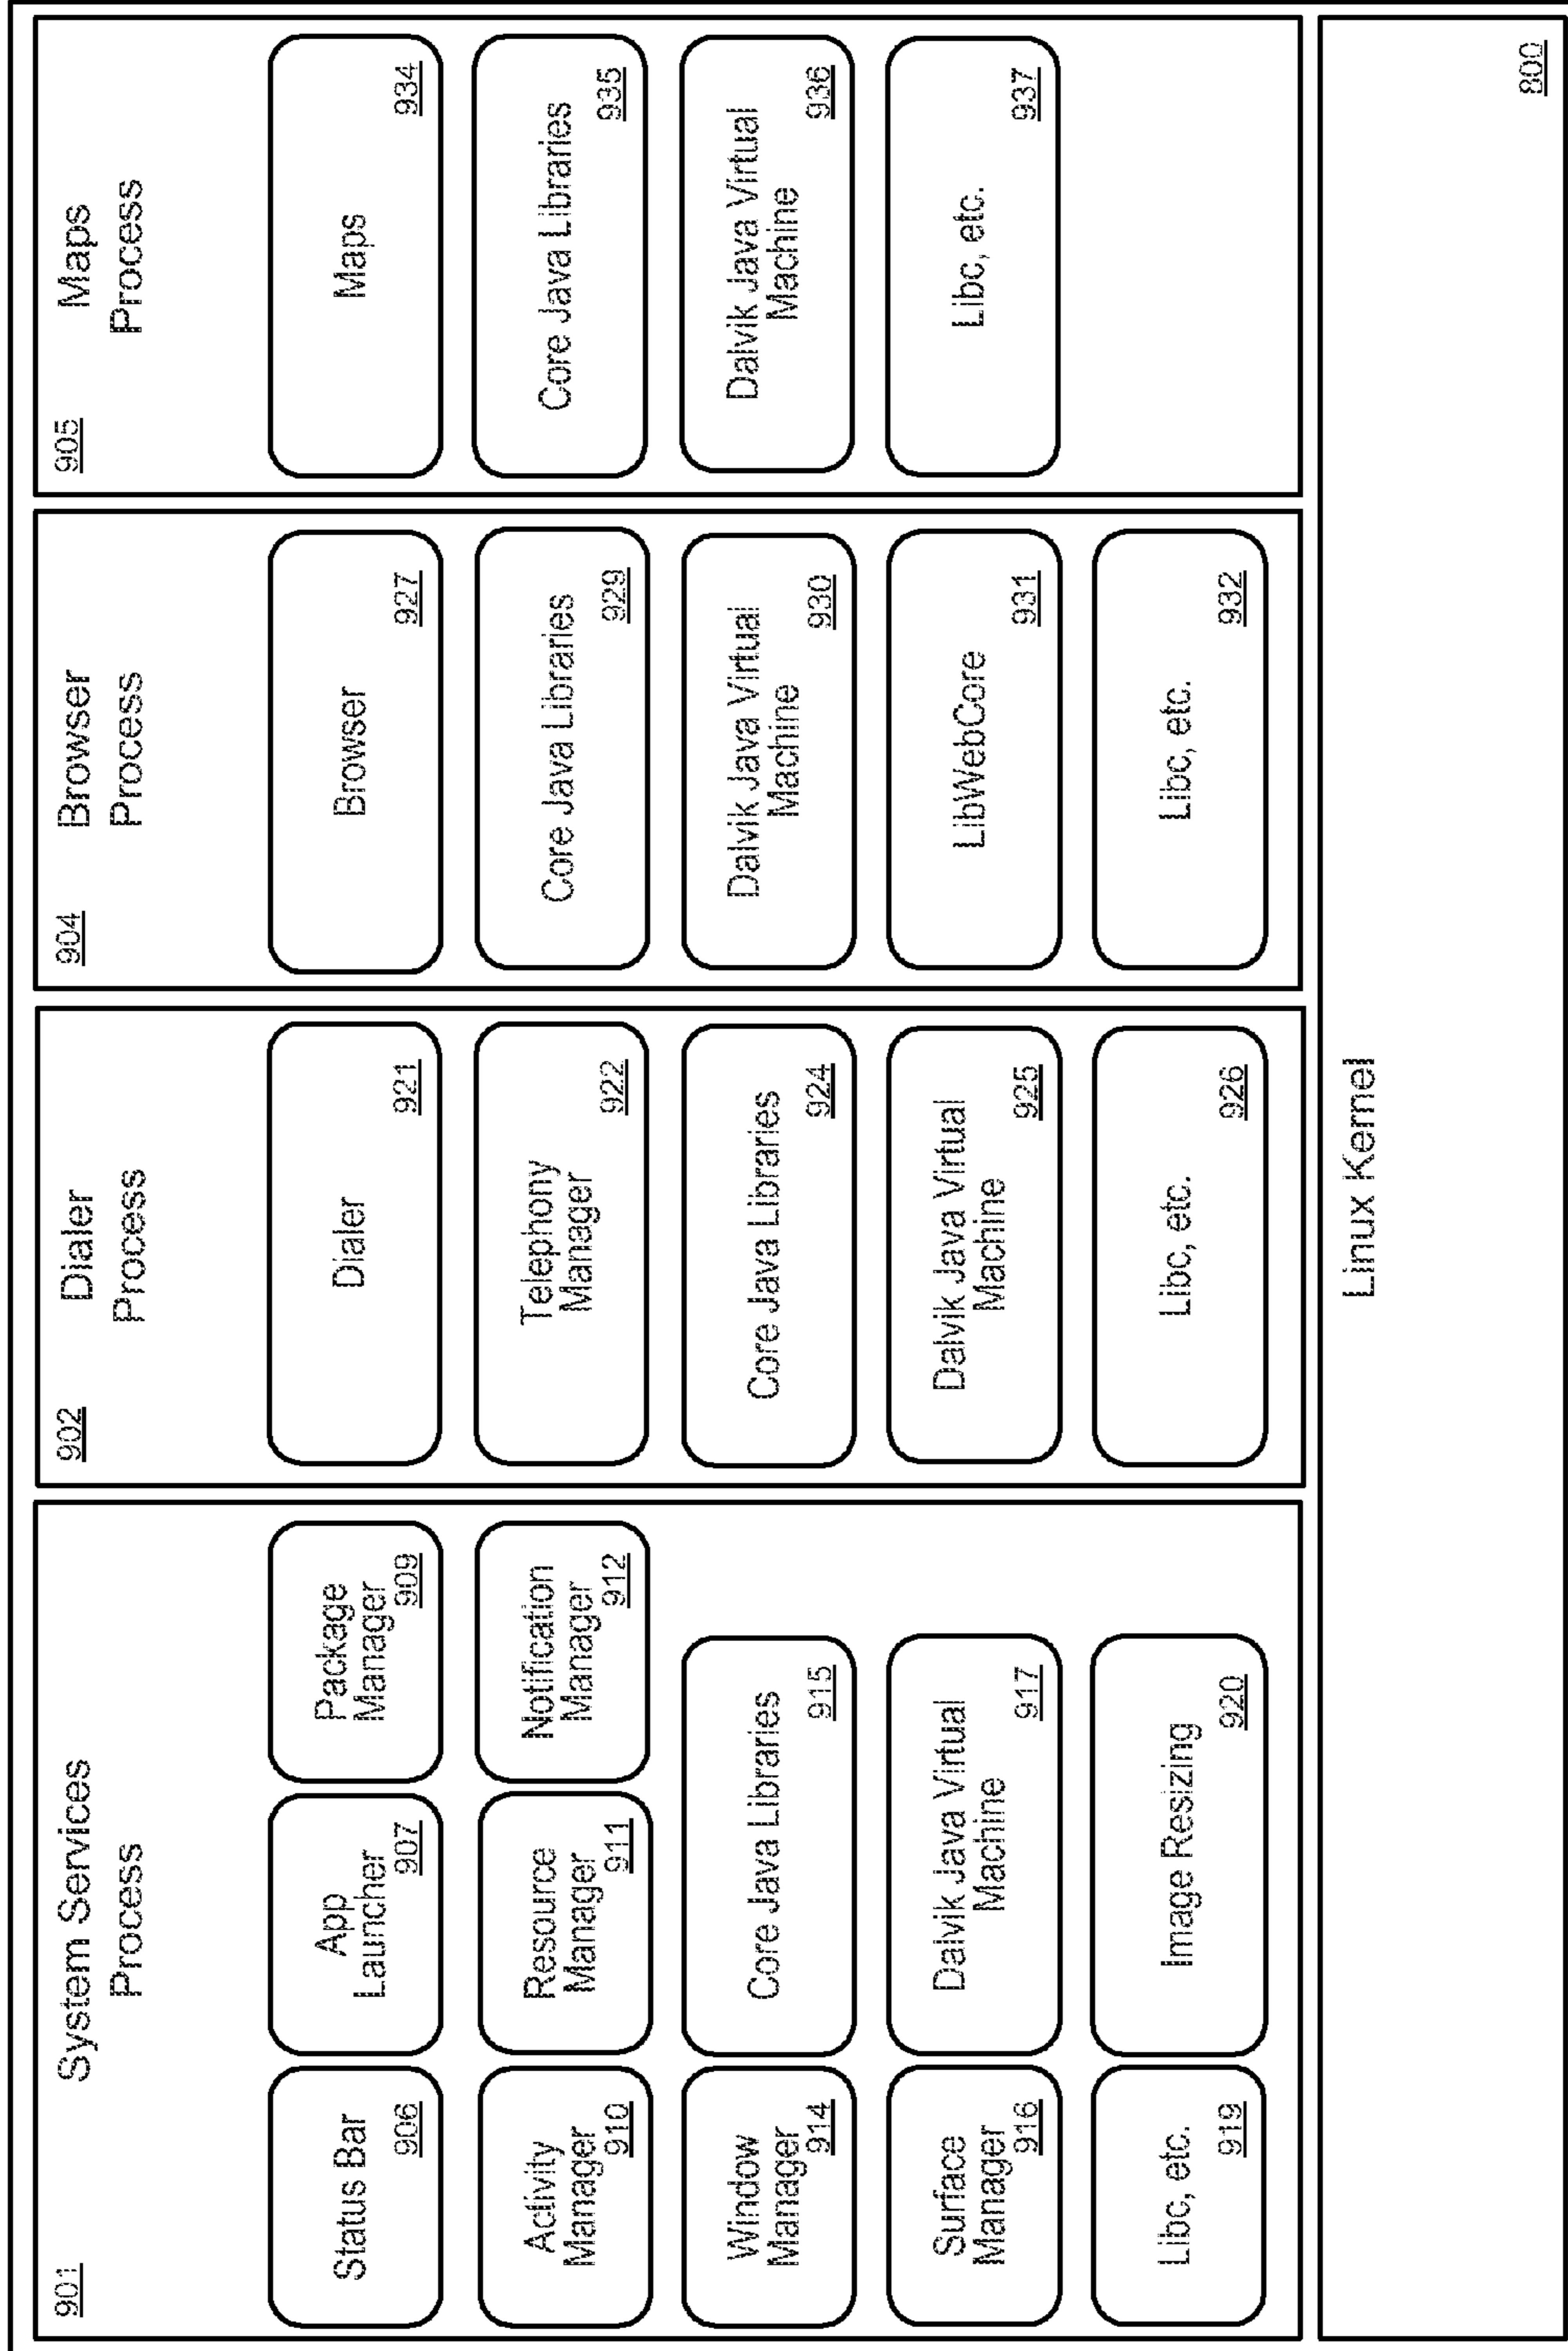 901
System Services
Process
Status Bar
906
App
Launcher
907
Package
Manager
909
Activity
Manager
910
Resource
Manager
911
Notification
Manager
912
Window
Manager
914
Core Java Libraries
915
Surface
Manager
916
Dalvik Java Virtual
Machine
917
Libc, etc.
919
Image Resizing
920
902
Dialer
Process
Dialer
921
Telephony
Manager
922
Core Java Libraries
924
Dalvik Java Virtual
Machine
925
Libc, etc.
926
904
Browser
Process
Browser
927
Core Java Libraries
929
Dalvik Java Virtual
Machine
930
LibWebCore
931
Libc, etc.
932
905
Maps
Process
Maps
934
Core Java Libraries
935
Dalvik Java Virtual
Machine
936
Libc, etc.
937
Linux Kernel
800